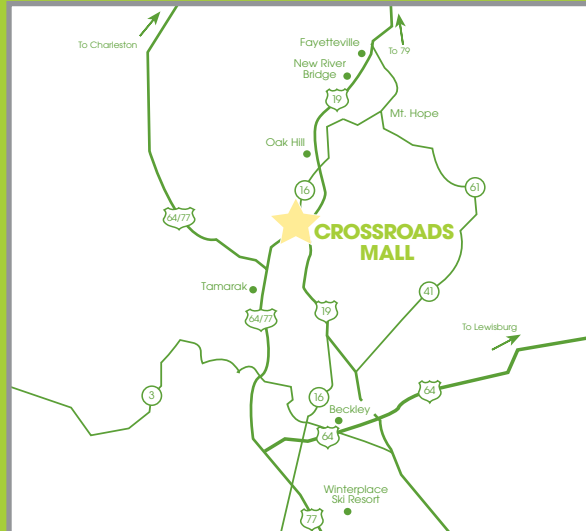 To Charleston
Fayetteville
To 79
New River
Bridge
19
Mt. Hope
Oak Hill
16
61
64/77
CROSSROADS
MALL
Tamarak
41
64/77
19
To Lewisburg
3
16
64
Beckley
64
Winterplace
Ski Resort
77